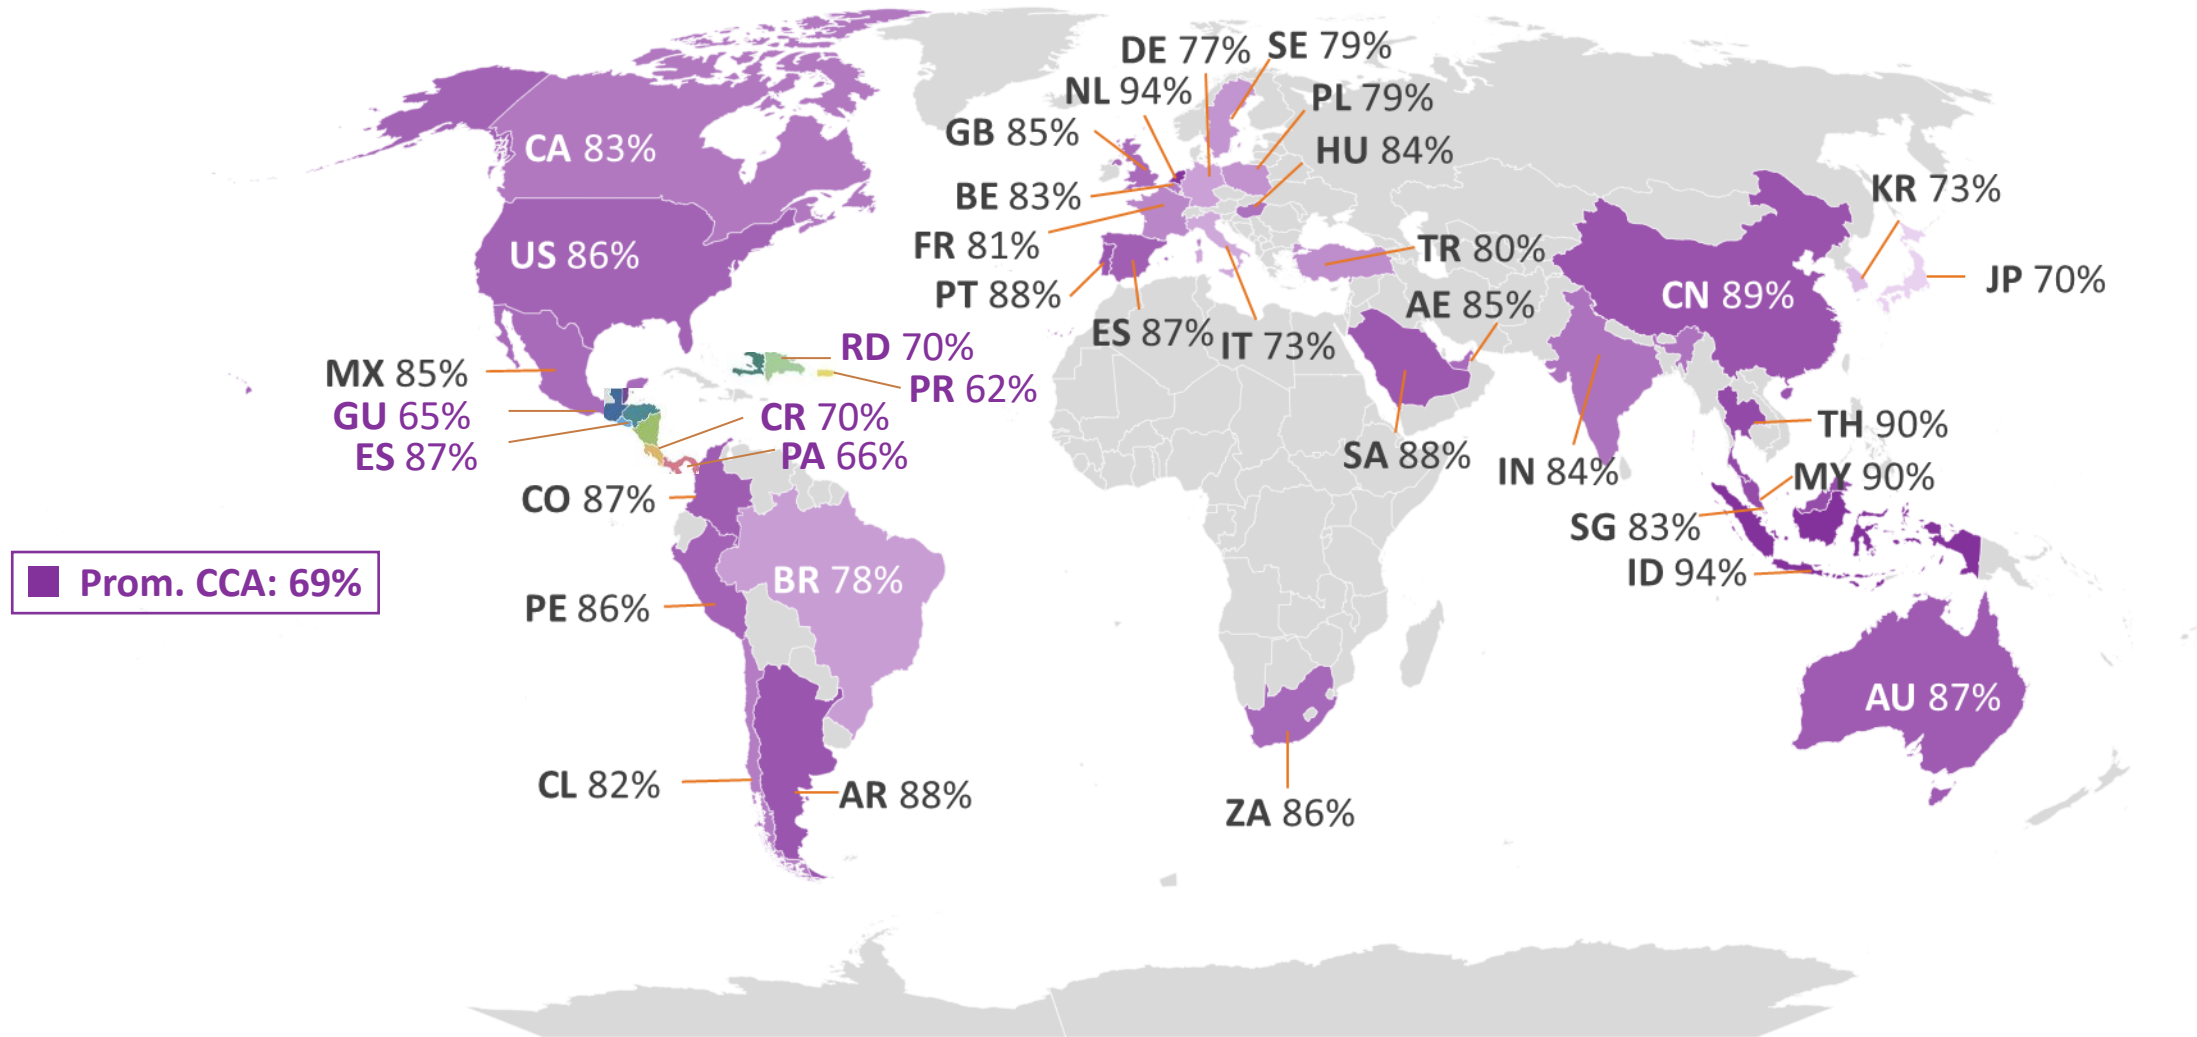 DE 77%
SE 79%
NL 94%
PL 79%
GB 85%
HU 84%
CA 83%
BE 83%
KR 73%
FR 81%
US 86%
TR 80%
PT 88%
CN 89%
JP 70%
AE 85%
ES 87%
IT 73%
RD 70%
MX 85%
PR 62%
GU 65%
CR 70%
TH 90%
ES 87%
PA 66%
SA 88%
IN 84%
MY 90%
CO 87%
SG 83%
ID 94%
Prom. CCA: 69%
BR 78%
PE 86%
AU 87%
CL 82%
AR 88%
ZA 86%